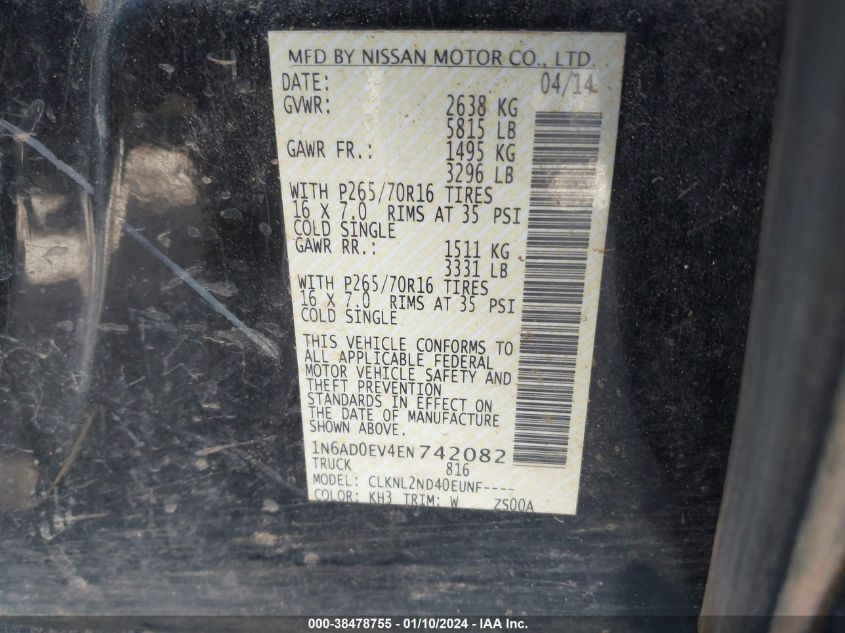 MFD BY NISSAN MOTOR CO., LTD.
DATE: 04/14
GVWR: 2638 KG
5815 LB
GAWR FR.: 1495 KG
3296 LB
WITH P265/70R16 TIRES
16 X 7.0 RIMS AT 35 PSI
COLD SINGLE
GAWR RR.: 1511 KG
3331 LB
WITH P265/70R16 TIRES
16 X 7.0 RIMS AT 35 PSI
COLD SINGLE
THIS VEHICLE CONFORMS TO
ALL APPLICABLE FEDERAL
MOTOR VEHICLE SAFETY AND
THEFT PREVENTION
STANDARDS IN EFFECT ON
THE DATE OF MANUFACTURE
SHOWN ABOVE.
1N6AD0EV4EN742082
TRUCK 816
MODEL: CLKNL2ND40EUNF----
COLOR: KH3 TRIM: W ZS00A
000-38478755 — 01/10/2024 — IAA Inc.